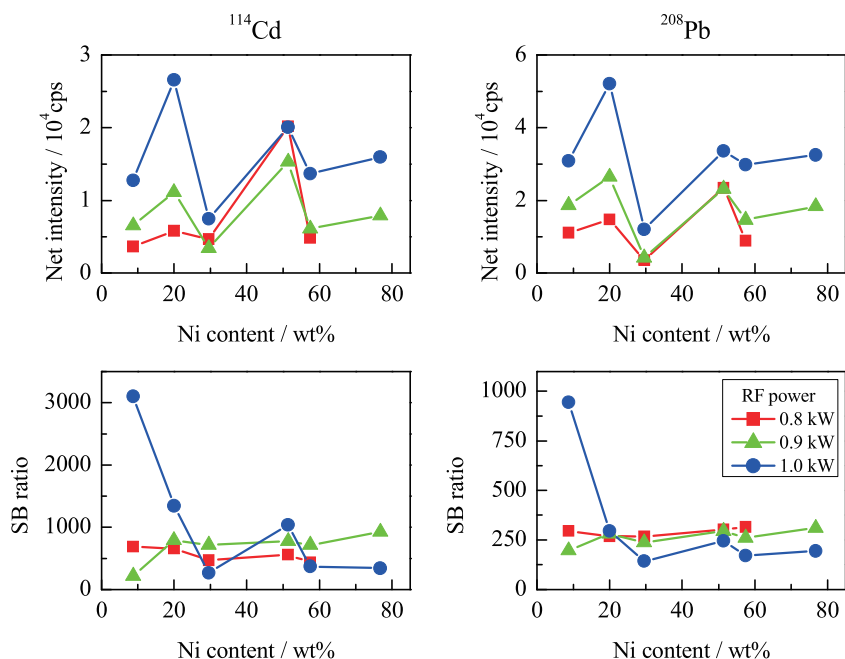 ¹¹⁴Cd
²⁰⁸Pb
Net intensity / 10⁴cps
3
2
1
0
0 20 40 60 80
Ni content / wt%
Net intensity / 10⁴cps
6
4
2
0
0 20 40 60 80
Ni content / wt%
SB ratio
3000
2000
1000
0
0 20 40 60 80
Ni content / wt%
SB ratio
1000
750
500
250
0
0 20 40 60 80
Ni content / wt%
RF power
0.8 kW
0.9 kW
1.0 kW